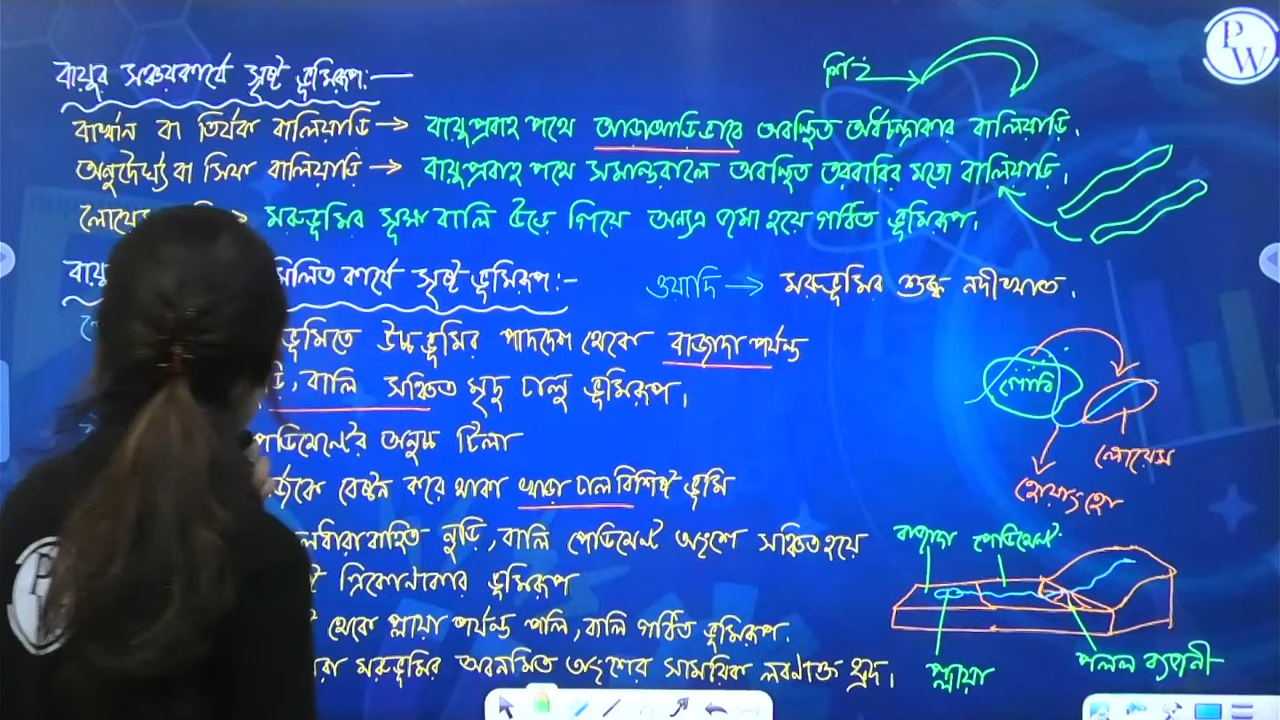 বায়ুর সঞ্চয়কার্যে সৃষ্ট ভূমিরূপ:—
শিং
বার্খান বা তির্যক বালিয়াড়ি → বায়ুপ্রবাহ পথে আড়াআড়িভাবে অবস্থিত অর্ধচন্দ্রাকার বালিয়াড়ি.
অনুদৈর্ঘ্য বা সিফ বালিয়াড়ি → বায়ুপ্রবাহ পথে সমান্তরালে অবস্থিত তরবারির মতো বালিয়াড়ি.
মরুভূমির সূক্ষ্ম বালি উড়ে গিয়ে অন্যত্র জমা হয়ে গঠিত ভূমিরূপ.
মিলিত কার্যে সৃষ্ট ভূমিরূপ:-
ওয়াদি → মরুভূমির শুষ্ক নদীখাত.
ভূমিতে উচ্চভূমির পাদদেশ থেকে বাজাদা পর্যন্ত
বালি সঞ্চিত মৃদু ঢালু ভূমিরূপ।
পেডিমেন্টের অনুচ্চ টিলা
বেষ্টন করে থাকা খাড়া ঢাল বিশিষ্ট ভূমি
নুড়ি, বালি পেডিমেন্ট অংশে সঞ্চিত হয়ে
ত্রিকোণাকার ভূমিরূপ
থেকে প্লায়া পর্যন্ত পলি, বালি গঠিত ভূমিরূপ.
মরুভূমির অবনমিত অংশের সাময়িক লবণাক্ত হ্রদ।
গোবি
লোয়েস
হোয়াংহো
বাজাদা পেডিমেন্ট
প্লায়া
পলল ব্যজনী
PW